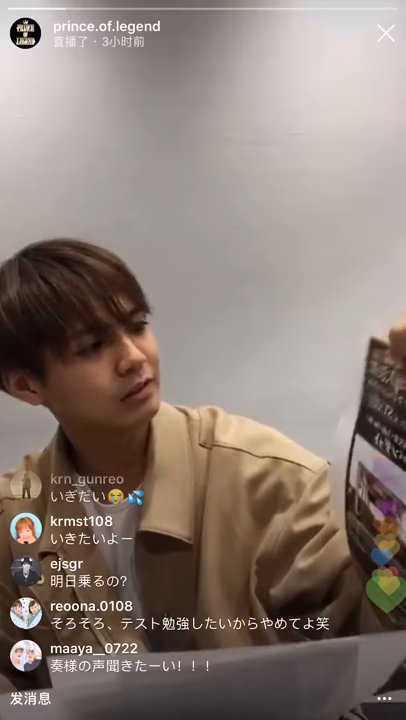 prince.of.legend
直播了 · 3小时前
krn_gunreo
いきたい😭💦
krmst108
いきたいよー
ejsgr
明日乗るの?
reoona.0108
そろそろ、テスト勉強したいからやめてよ笑
maaya__0722
奏様の声聞きたーい！！！
发消息